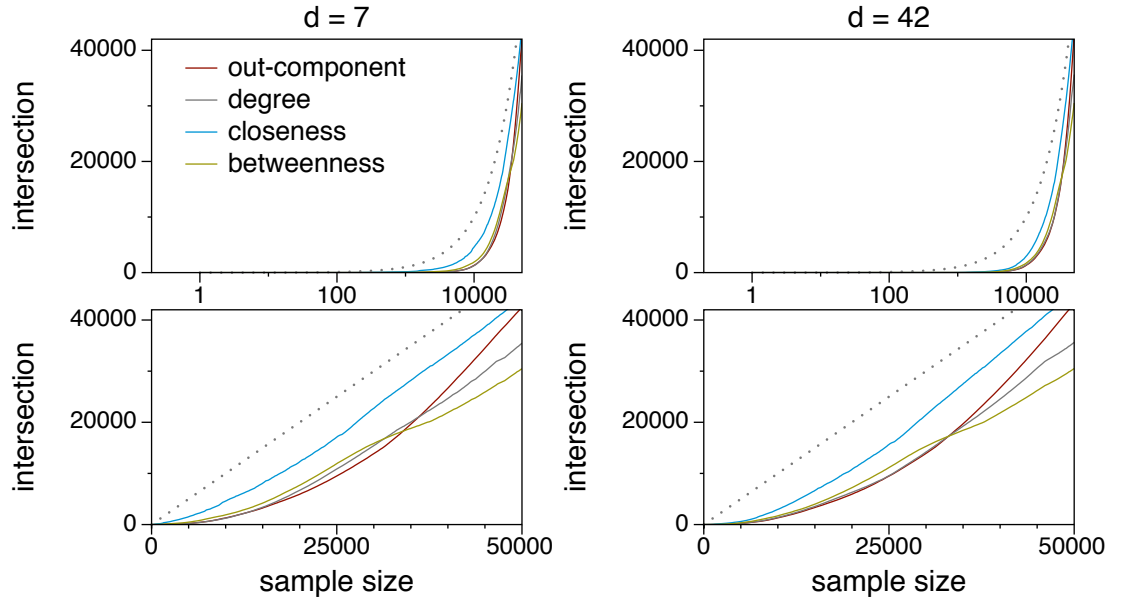 d = 7
d = 42
40000
20000
0
intersection
out-component
degree
closeness
betweenness
1
100
10000
40000
20000
0
intersection
1
100
10000
40000
20000
0
intersection
0
25000
50000
sample size
40000
20000
0
intersection
0
25000
50000
sample size